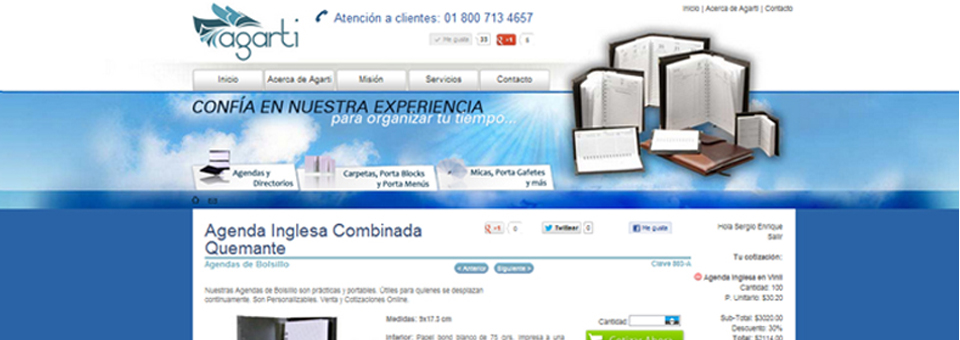 agarti
Atención a clientes: 01 800 713 4657
Inicio | Acerca de Agarti | Contacto
Me gusta 33 +1 6
Inicio Acerca de Agarti Misión Servicios Contacto
CONFÍA EN NUESTRA EXPERIENCIA
para organizar tu tiempo...
Agendas y
Directorios
Carpetas, Porta Blocks
y Porta Menús
Micas, Porta Gafetes
y más
63
Agenda Inglesa Combinada
Quemante
+1 0 Twittear 0 Me gusta
Hola Sergio Enrique
Salir
Agendas de Bolsillo
< Anterior Siguiente >
Clave 863-A
Tu cotización:
Nuestras Agendas de Bolsillo son prácticas y portables. Útiles para quienes se desplazan
continuamente. Son Personalizables. Venta y Cotizaciones Online.
Agenda Inglesa en Vinil
Cantidad: 100
P. Unitario: $30.20
Medidas: 9x17.3 cm
Cantidad:
Sub-Total: $3020.00
Descuento: 30%
Inferior: Papel bond blanco de 75 grs. Impresa a una
Total: $2114.00